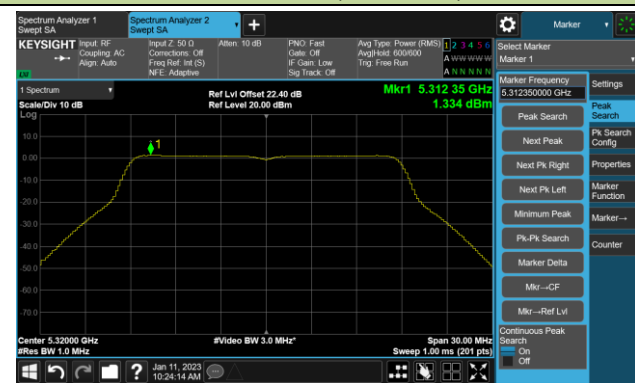 Spectrum Analyzer 1
Swept SA
Spectrum Analyzer 2
Swept SA
+
Marker
KEYSIGHT
Input: RF
Coupling: AC
Align: Auto
Input Z: 50 Ω
Corrections: Off
Freq Ref: Int (S)
NFE: Adaptive
Atten: 10 dB
PNO: Fast
Gate: Off
IF Gain: Low
Sig Track: Off
Avg Type: Power (RMS)
Avg|Hold: 600/600
Trig: Free Run
1 2 3 4 5 6
A W W W W W
A N N N N N
Select Marker
Marker 1
LW
1 Spectrum
Scale/Div 10 dB
Log
Ref Lvl Offset 22.40 dB
Ref Level 20.00 dBm
Mkr1 5.312 35 GHz
1.334 dBm
10.0
0.00
-10.0
-20.0
-30.0
-40.0
-50.0
-60.0
-70.0
1
Center 5.32000 GHz
#Res BW 1.0 MHz
#Video BW 3.0 MHz*
Span 30.00 MHz
Sweep 1.00 ms (201 pts)
Marker Frequency
5.312350000 GHz
Peak Search
Next Peak
Next Pk Right
Next Pk Left
Minimum Peak
Pk-Pk Search
Marker Delta
Mkr→CF
Mkr→Ref Lvl
Continuous Peak
Search
On
Off
Settings
Peak
Search
Pk Search
Config
Properties
Marker
Function
Marker→
Counter
?
Jan 11, 2023
10:24:14 AM